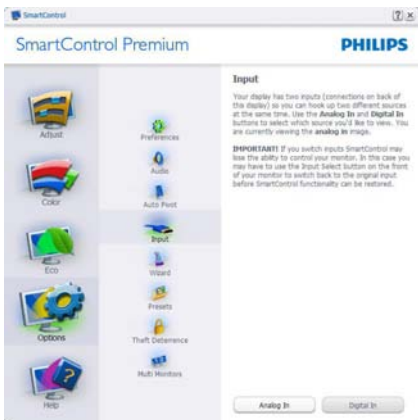 SmartControl
SmartControl Premium
PHILIPS
Adjust
Color
Eco
Options
Help
Preferences
Audio
Auto Pivot
Input
Wizard
Presets
Theft Deterrence
Multi Monitors
Input
Your display has two inputs (connections on back of
this display) so you can hook up two different sources
at the same time. Use the Analog In and Digital In
buttons to select which source you'd like to view. You
are currently viewing the analog in image.
IMPORTANT! If you switch inputs SmartControl may
lose the ability to control your monitor. In this case you
may have to use the Input Select button on the front
of your monitor to switch back to the original input
before SmartControl functionality can be restored.
Analog In
Digital In